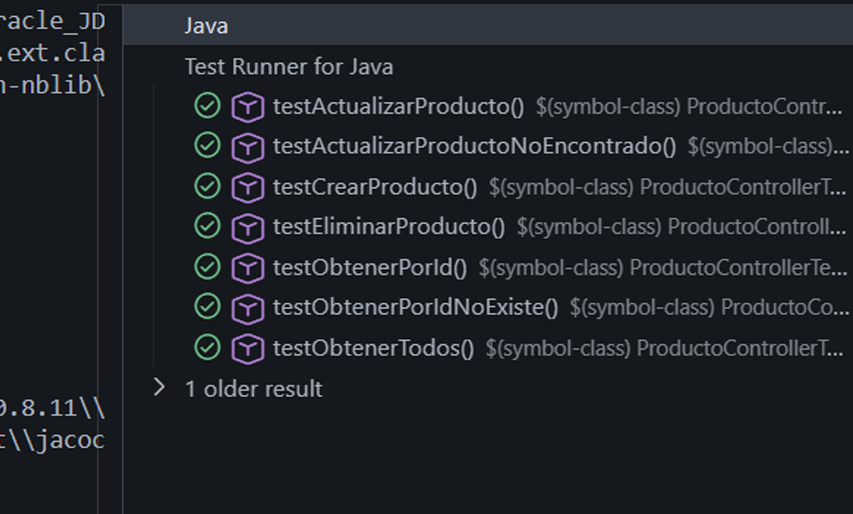 racle_JD
.ext.cla
n-nblib\
0.8.11\\
t\\jacoc
Java
Test Runner for Java
testActualizarProducto() $(symbol-class) ProductoContr...
testActualizarProductoNoEncontrado() $(symbol-class)...
testCrearProducto() $(symbol-class) ProductoControllerT...
testEliminarProducto() $(symbol-class) ProductoControll...
testObtenerPorId() $(symbol-class) ProductoControllerTe...
testObtenerPorIdNoExiste() $(symbol-class) ProductoCo...
testObtenerTodos() $(symbol-class) ProductoControllerT...
1 older result